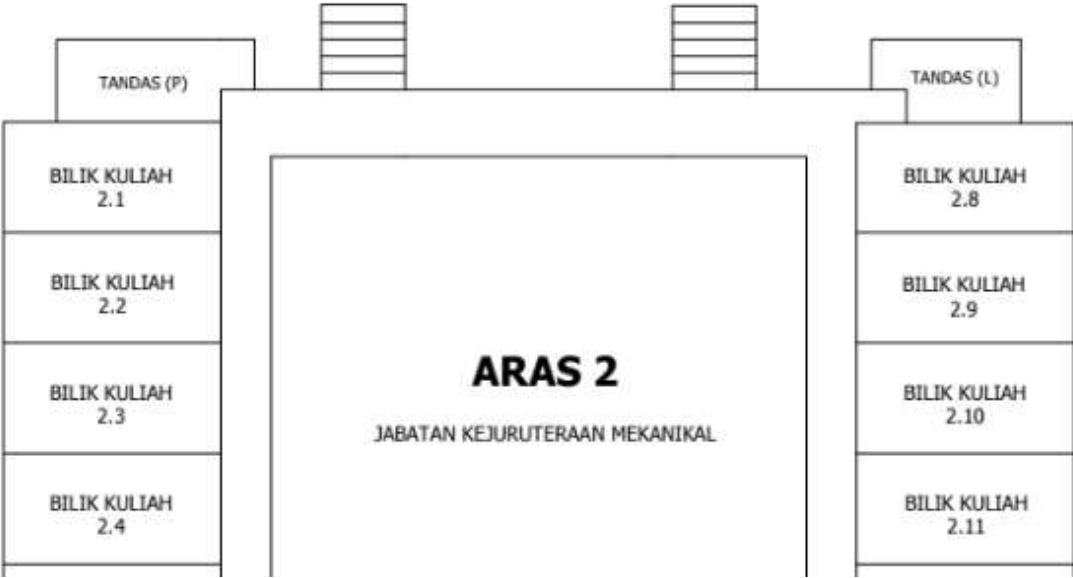 TANDAS (P)
TANDAS (L)
BILIK KULIAH
2.1
BILIK KULIAH
2.8
BILIK KULIAH
2.2
BILIK KULIAH
2.9
ARAS 2
BILIK KULIAH
2.3
BILIK KULIAH
2.10
JABATAN KEJURUTERAAN MEKANIKAL
BILIK KULIAH
2.4
BILIK KULIAH
2.11